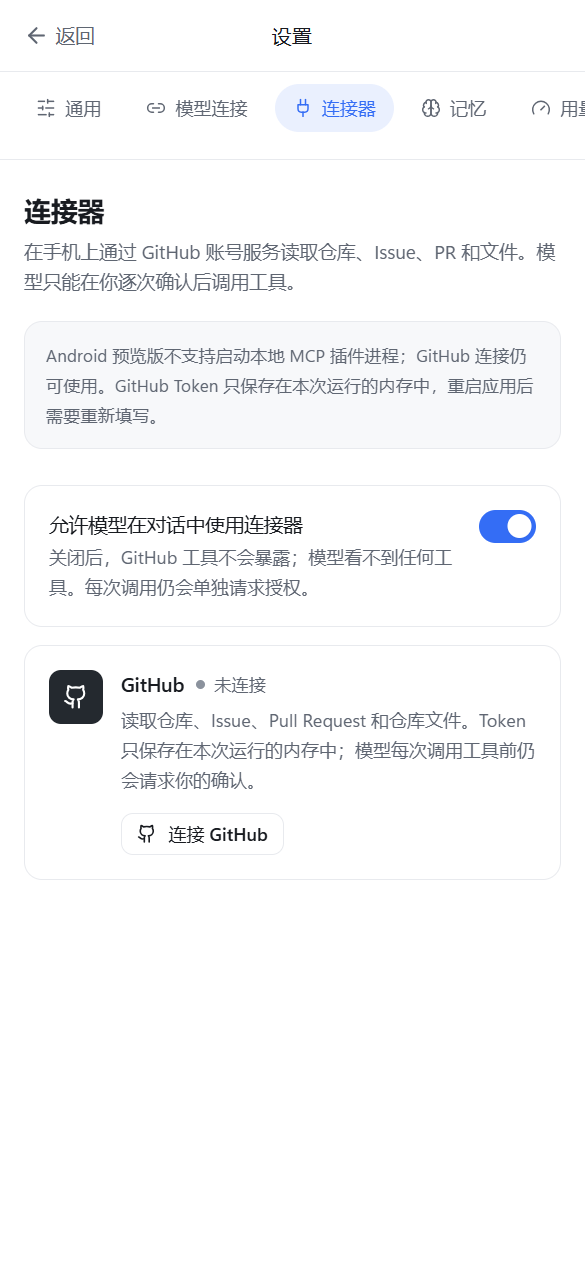 返回
设置
通用
模型连接
连接器
记忆
用量
连接器
在手机上通过 GitHub 账号服务读取仓库、Issue、PR 和文件。模
型只能在你逐次确认后调用工具。
Android 预览版不支持启动本地 MCP 插件进程；GitHub 连接仍
可使用。GitHub Token 只保存在本次运行的内存中，重启应用后
需要重新填写。
允许模型在对话中使用连接器
关闭后，GitHub 工具不会暴露；模型看不到任何工
具。每次调用仍会单独请求授权。
GitHub 未连接
读取仓库、Issue、Pull Request 和仓库文件。Token
只保存在本次运行的内存中；模型每次调用工具前仍
会请求你的确认。
连接 GitHub